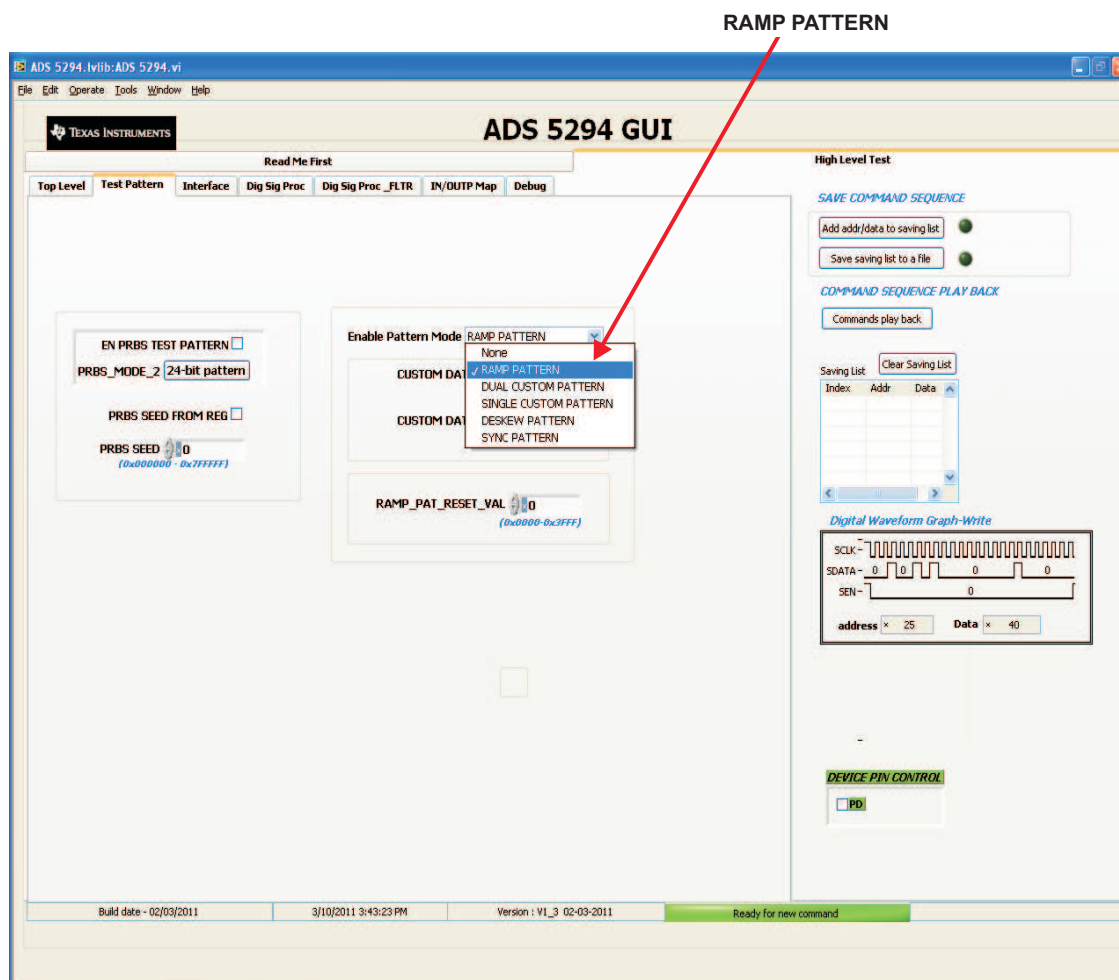 RAMP PATTERN
ADS 5294.lvlib:ADS 5294.vi
File Edit Operate Tools Window Help
TEXAS INSTRUMENTS
ADS 5294 GUI
Read Me First
High Level Test
Top Level Test Pattern Interface Dig Sig Proc Dig Sig Proc _FLTR IN/OUTP Map Debug
EN PRBS TEST PATTERN
PRBS_MODE_2 24-bit pattern
PRBS SEED FROM REG
PRBS SEED 0
(0x000000 - 0x7FFFFF)
Enable Pattern Mode RAMP PATTERN
None
✓ RAMP PATTERN
DUAL CUSTOM PATTERN
SINGLE CUSTOM PATTERN
DESKEW PATTERN
SYNC PATTERN
CUSTOM DAT
CUSTOM DAT
RAMP_PAT_RESET_VAL 0
(0x0000-0x3FFF)
SAVE COMMAND SEQUENCE
Add addr/data to saving list
Save saving list to a file
COMMAND SEQUENCE PLAY BACK
Commands play back
Saving List Clear Saving List
Index Addr Data
Digital Waveform Graph-Write
SCLK-
SDATA- 0 0 0 0
SEN- 0
address × 25 Data × 40
DEVICE PIN CONTROL
PD
Build date - 02/03/2011 3/10/2011 3:43:23 PM Version : V1_3 02-03-2011 Ready for new command